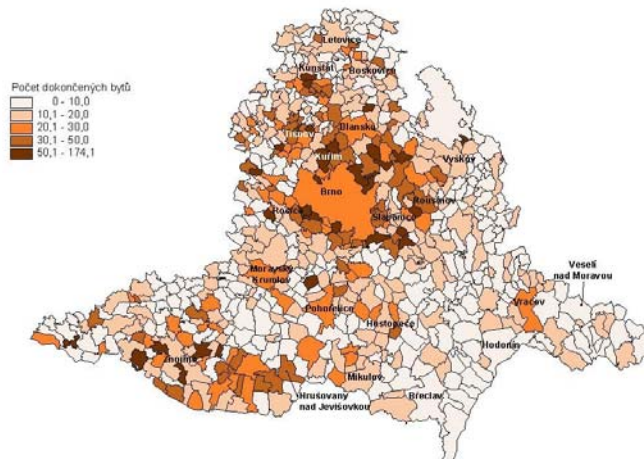 Počet dokončených bytů
0 - 10,0
10,1 - 20,0
20,1 - 30,0
30,1 - 50,0
50,1 - 174,1
Letovice
Kunštát
Boskovice
Blansko
Tišnov
Kuřim
Vyškov
Brno
Rousínov
Rosice
Šlapanice
Moravský
Krumlov
Veselí
nad Moravou
Pohořelice
Vracov
Hustopeče
Znojmo
Hodonín
Mikulov
Hrušovany
nad Jevišovkou
Břeclav